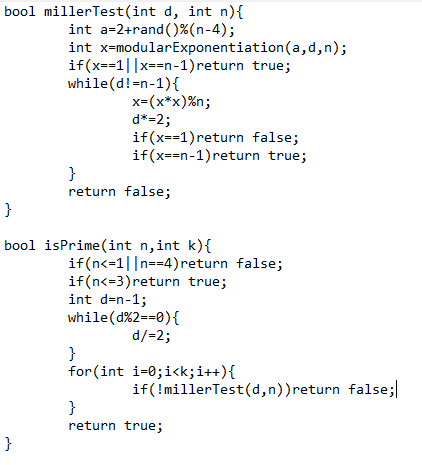 bool millerTest(int d, int n){
        int a=2+rand()%(n-4);
        int x=modularExponentiation(a,d,n);
        if(x==1||x==n-1)return true;
        while(d!=n-1){
                x=(x*x)%n;
                d*=2;
                if(x==1)return false;
                if(x==n-1)return true;
        }
        return false;
}

bool isPrime(int n,int k){
        if(n<=1||n==4)return false;
        if(n<=3)return true;
        int d=n-1;
        while(d%2==0){
                d/=2;
        }
        for(int i=0;i<k;i++){
                if(!millerTest(d,n))return false;
        }
        return true;
}